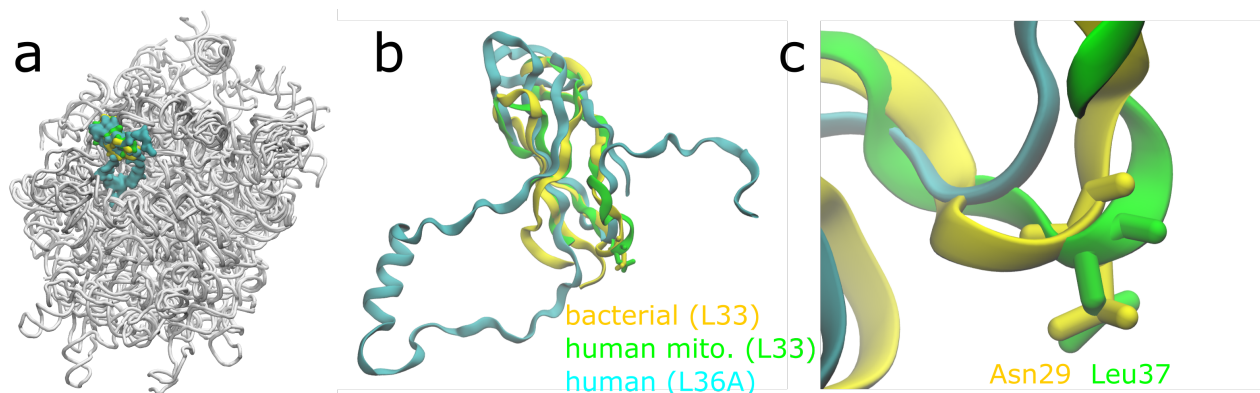 a
b
c
bacterial (L33)
human mito. (L33)
human (L36A)
Asn29 Leu37